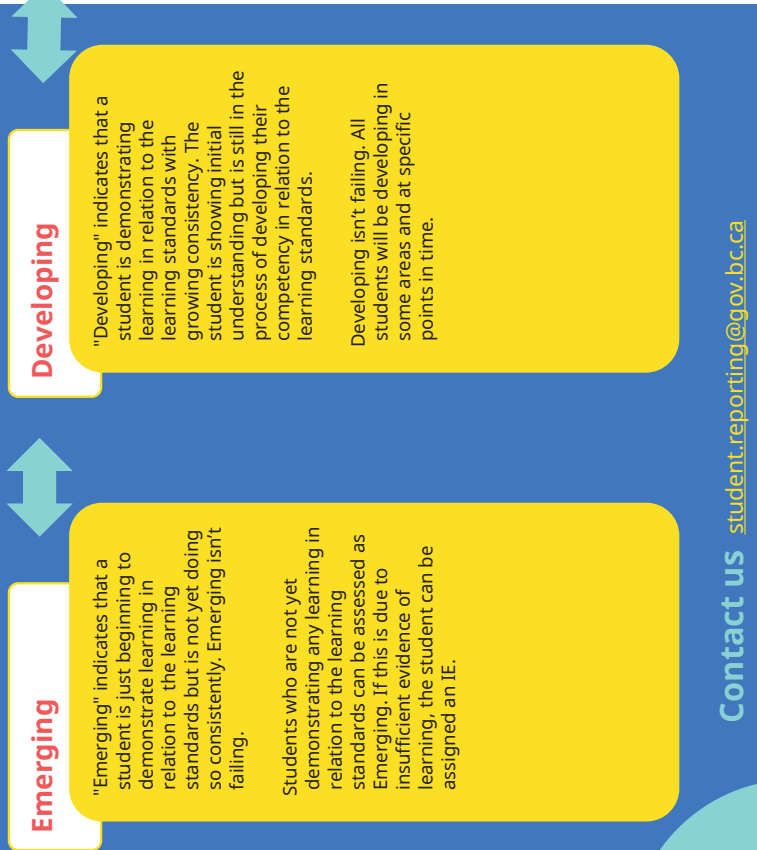 Emerging
"Emerging" indicates that a
student is just beginning to
demonstrate learning in
relation to the learning
standards but is not yet doing
so consistently. Emerging isn't
failing.
Students who are not yet
demonstrating any learning in
relation to the learning
standards can be assessed as
Emerging. If this is due to
insufficient evidence of
learning, the student can be
assigned an IE.
Developing
"Developing" indicates that a
student is demonstrating
learning in relation to the
learning standards with
growing consistency. The
student is showing initial
understanding but is still in the
process of developing their
competency in relation to the
learning standards.
Developing isn't failing. All
students will be developing in
some areas and at specific
points in time.
Contact us student.reporting@gov.bc.ca